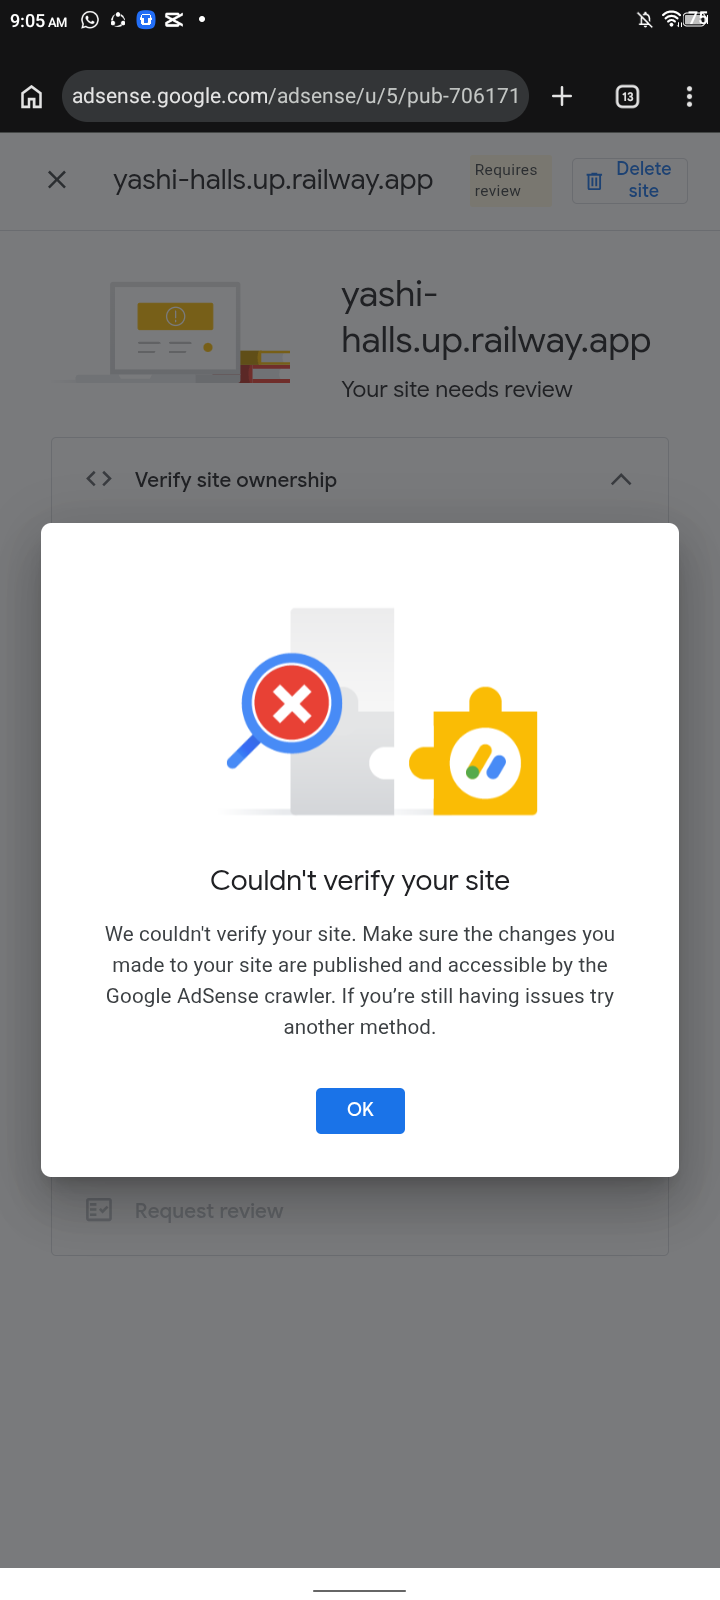 9:05 AM
75
adsense.google.com/adsense/u/5/pub-706171
13
yashi-halls.up.railway.app
Requires
review
Delete
site
yashi-
halls.up.railway.app
Your site needs review
Verify site ownership
Couldn't verify your site
We couldn't verify your site. Make sure the changes you
made to your site are published and accessible by the
Google AdSense crawler. If you’re still having issues try
another method.
OK
Request review